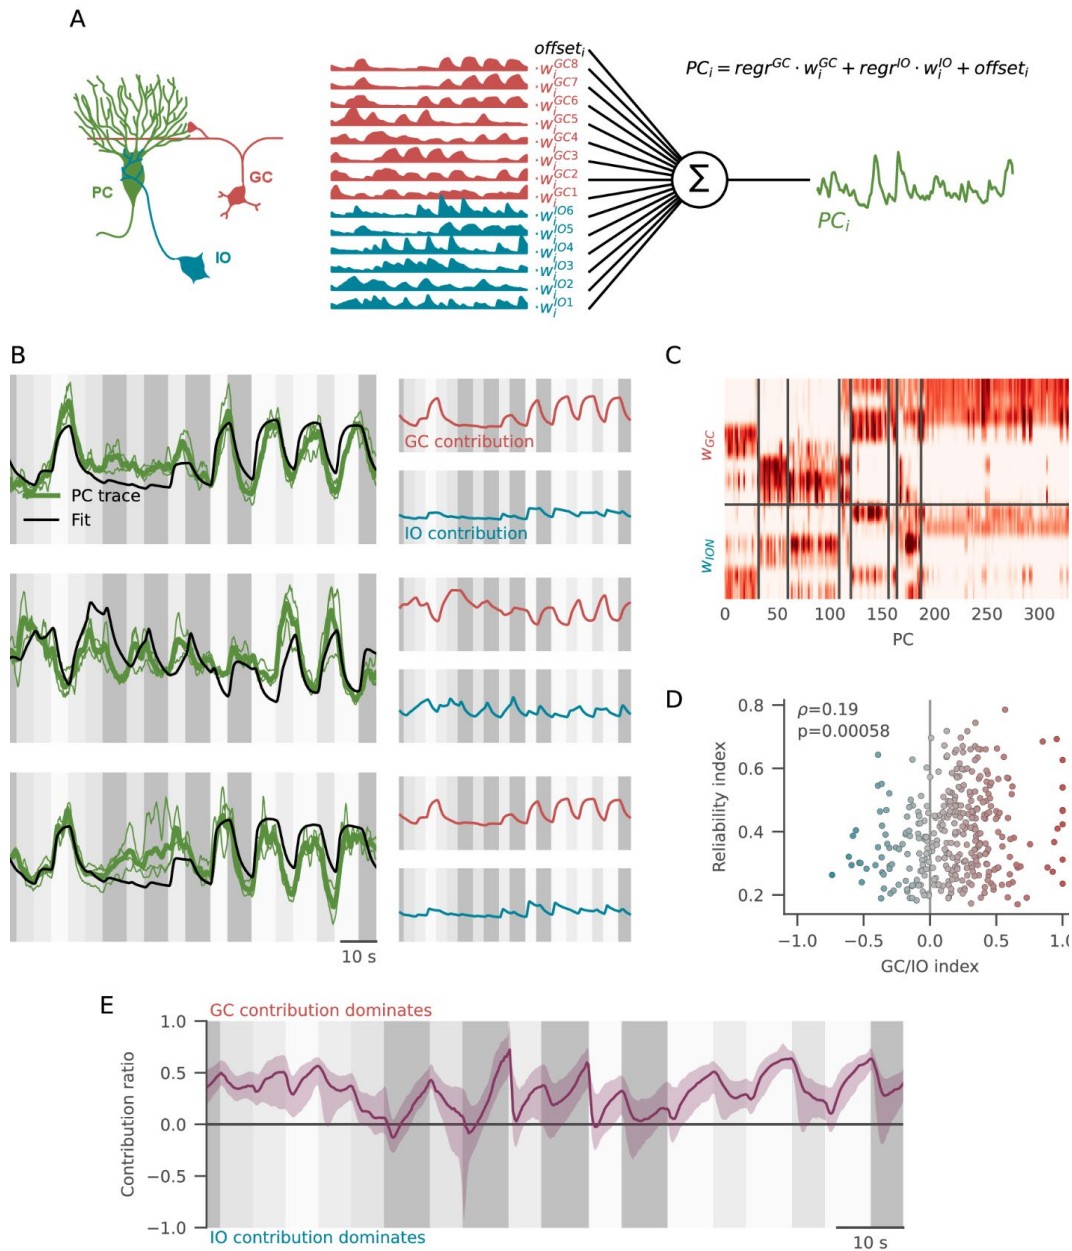 A
PC
GC
IO
offset_i
· w_i^GC8
· w_i^GC7
· w_i^GC6
· w_i^GC5
· w_i^GC4
· w_i^GC3
· w_i^GC2
· w_i^GC1
· w_i^IO6
· w_i^IO5
· w_i^IO4
· w_i^IO3
· w_i^IO2
· w_i^IO1
Σ
PC_i = regr^GC · w_i^GC + regr^IO · w_i^IO + offset_i
PC_i
B
PC trace
Fit
GC contribution
IO contribution
10 s
C
w_GC
w_ION
0 50 100 150 200 250 300
PC
D
ρ=0.19
p=0.00058
Reliability index
0.8
0.6
0.4
0.2
−1.0 −0.5 0.0 0.5 1.0
GC/IO index
E
GC contribution dominates
Contribution ratio
1.0
0.5
0.0
−0.5
−1.0
IO contribution dominates
10 s